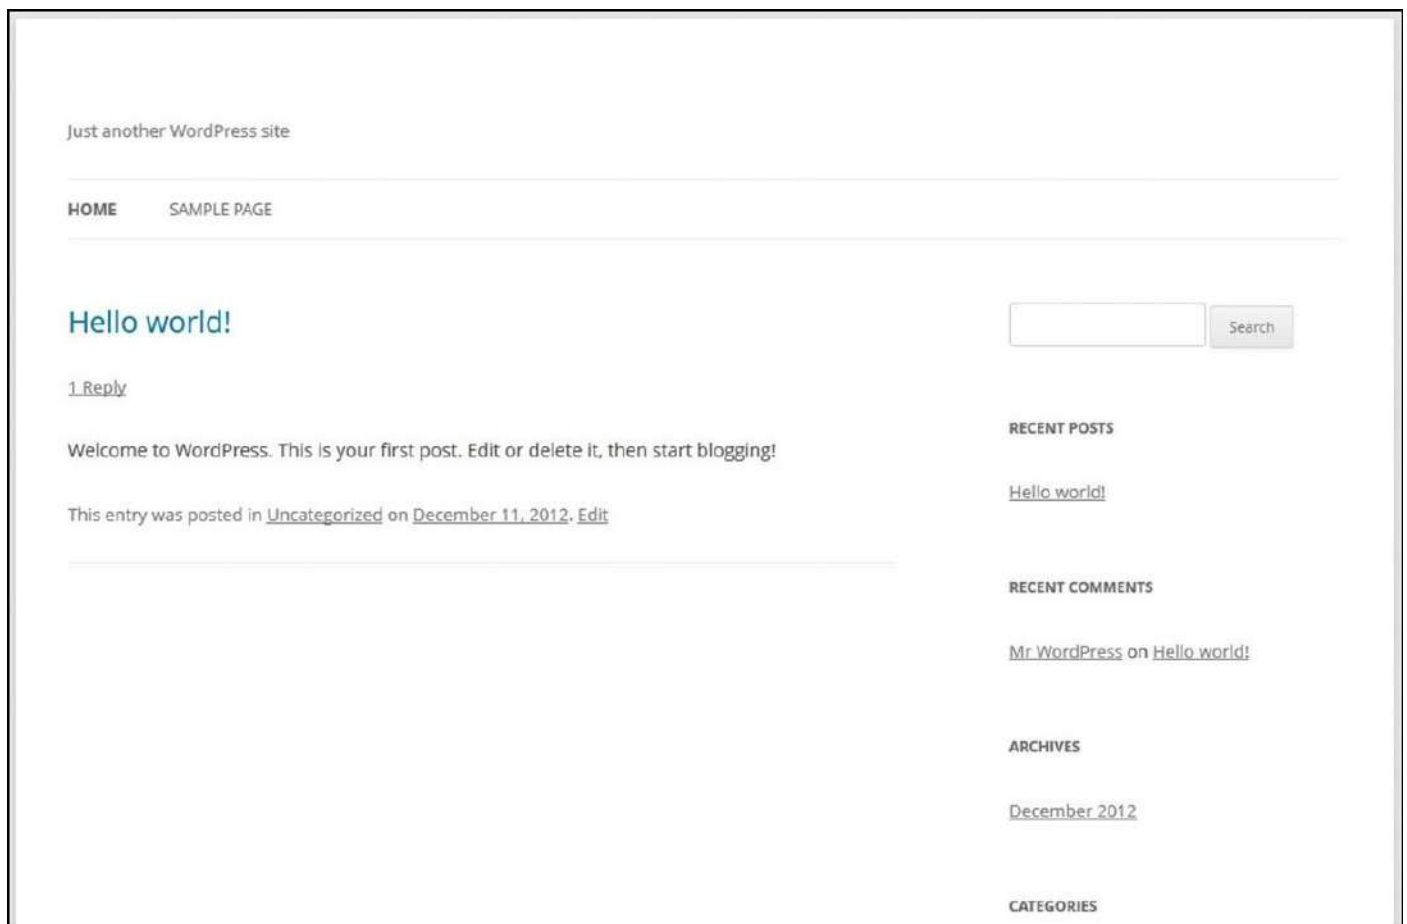 Just another WordPress site
HOME SAMPLE PAGE
Hello world!
1 Reply
Welcome to WordPress. This is your first post. Edit or delete it, then start blogging!
This entry was posted in Uncategorized on December 11, 2012. Edit
Search
RECENT POSTS
Hello world!
RECENT COMMENTS
Mr WordPress on Hello world!
ARCHIVES
December 2012
CATEGORIES